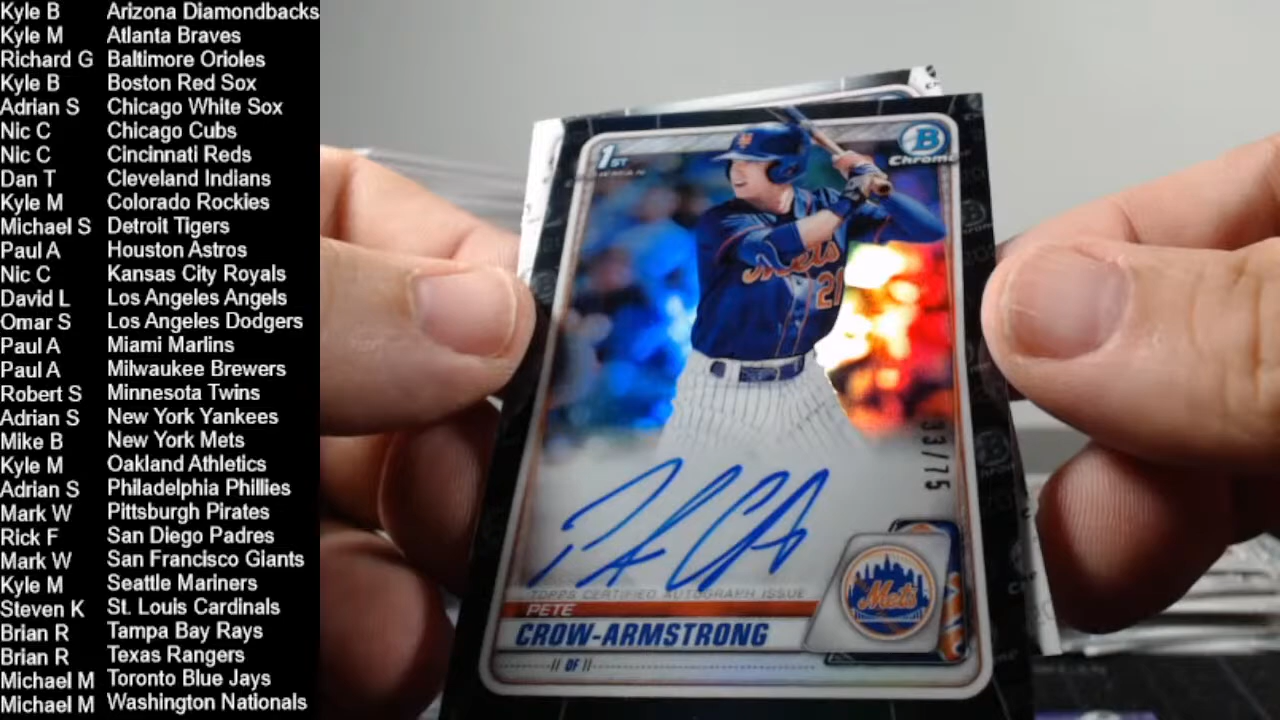 Kyle B Arizona Diamondbacks
Kyle M Atlanta Braves
Richard G Baltimore Orioles
Kyle B Boston Red Sox
Adrian S Chicago White Sox
Nic C Chicago Cubs
Nic C Cincinnati Reds
Dan T Cleveland Indians
Kyle M Colorado Rockies
Michael S Detroit Tigers
Paul A Houston Astros
Nic C Kansas City Royals
David L Los Angeles Angels
Omar S Los Angeles Dodgers
Paul A Miami Marlins
Paul A Milwaukee Brewers
Robert S Minnesota Twins
Adrian S New York Yankees
Mike B New York Mets
Kyle M Oakland Athletics
Adrian S Philadelphia Phillies
Mark W Pittsburgh Pirates
Rick F San Diego Padres
Mark W San Francisco Giants
Kyle M Seattle Mariners
Steven K St. Louis Cardinals
Brian R Tampa Bay Rays
Brian R Texas Rangers
Michael M Toronto Blue Jays
Michael M Washington Nationals
1ST
BOWMAN
B
Chrome
Mets
21
33/75
TOPPS CERTIFIED AUTOGRAPH ISSUE
PETE
CROW-ARMSTRONG
Mets
OF